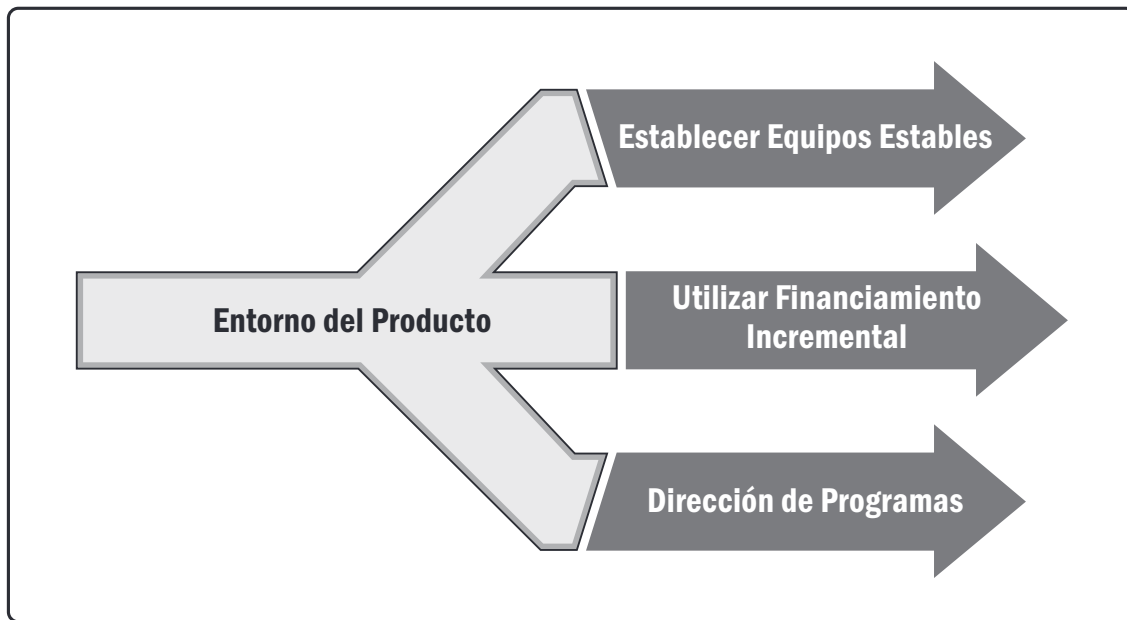 Establecer Equipos Estables
Entorno del Producto
Utilizar Financiamiento
Incremental
Dirección de Programas